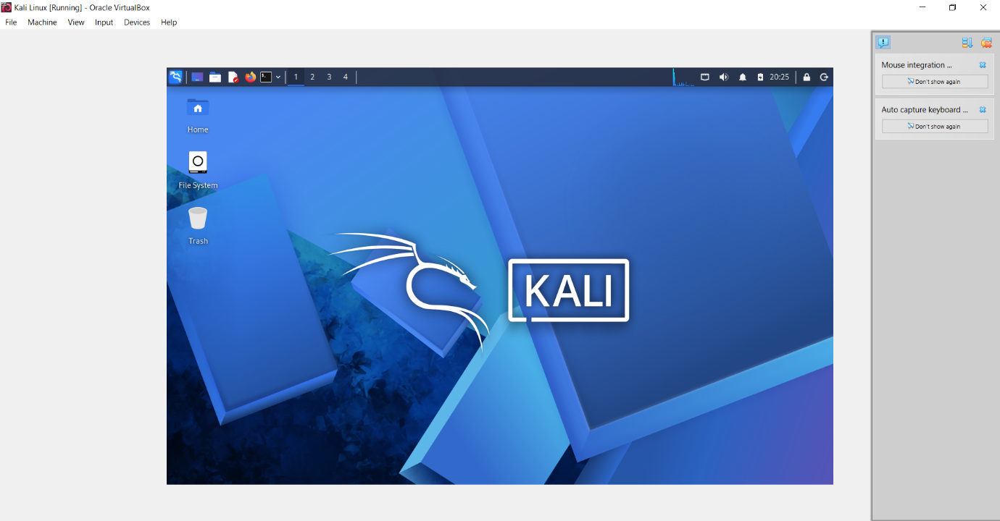 Kali Linux [Running] - Oracle VirtualBox
File Machine View Input Devices Help
Mouse integration ...
Don't show again
Auto capture keyboard ...
Don't show again
1 2 3 4
20:25
Home
File System
Trash
KALI